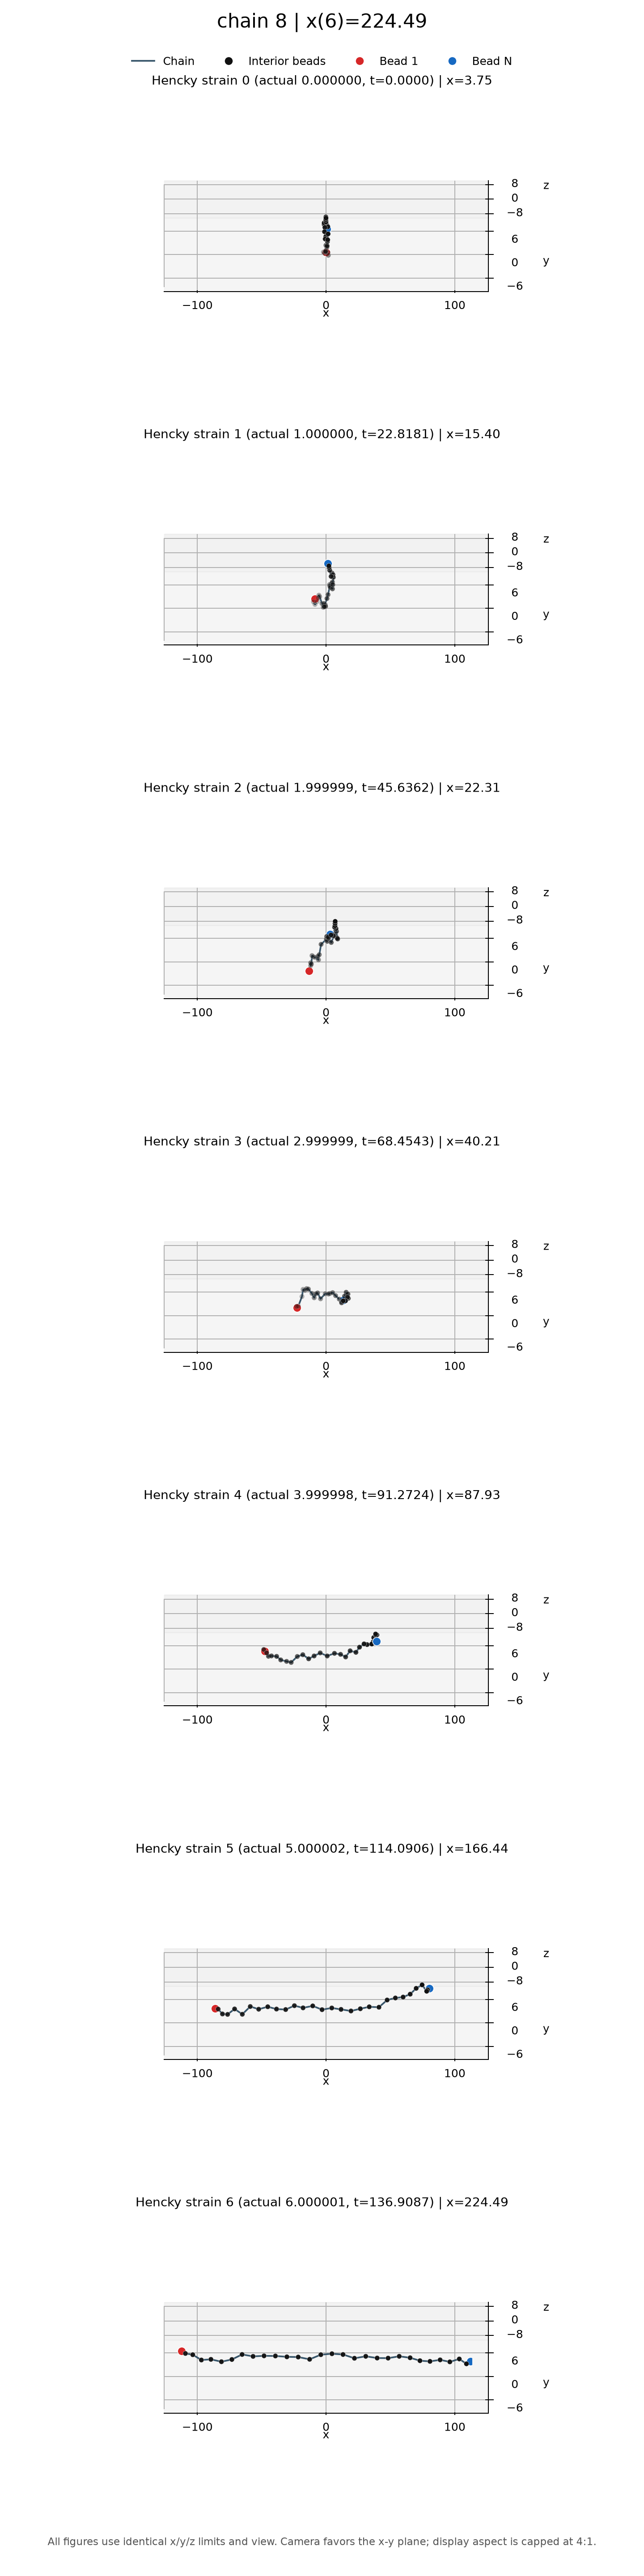 chain 8 | x(6)=224.49
Chain Interior beads Bead 1 Bead N
Hencky strain 0 (actual 0.000000, t=0.0000) | x=3.75
8 z
0
−8
6
0 y
−6
−100 0 100
x
Hencky strain 1 (actual 1.000000, t=22.8181) | x=15.40
8 z
0
−8
6
0 y
−6
−100 0 100
x
Hencky strain 2 (actual 1.999999, t=45.6362) | x=22.31
8 z
0
−8
6
0 y
−6
−100 0 100
x
Hencky strain 3 (actual 2.999999, t=68.4543) | x=40.21
8 z
0
−8
6
0 y
−6
−100 0 100
x
Hencky strain 4 (actual 3.999998, t=91.2724) | x=87.93
8 z
0
−8
6
0 y
−6
−100 0 100
x
Hencky strain 5 (actual 5.000002, t=114.0906) | x=166.44
8 z
0
−8
6
0 y
−6
−100 0 100
x
Hencky strain 6 (actual 6.000001, t=136.9087) | x=224.49
8 z
0
−8
6
0 y
−6
−100 0 100
x
All figures use identical x/y/z limits and view. Camera favors the x-y plane; display aspect is capped at 4:1.